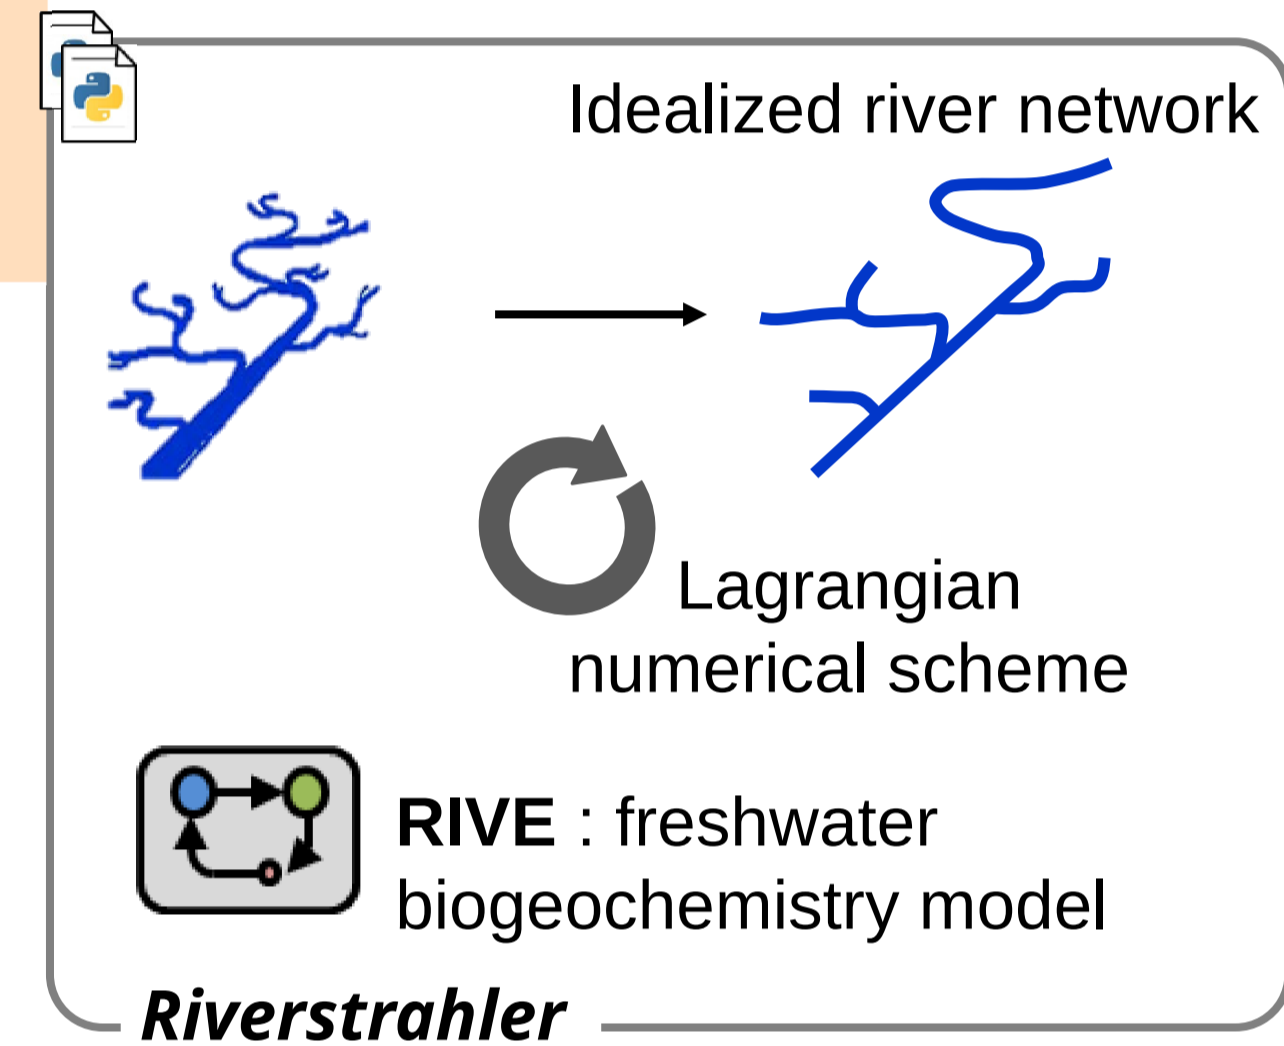 Idealized river network
Lagrangian
numerical scheme
RIVE : freshwater
biogeochemistry model
Riverstrahler